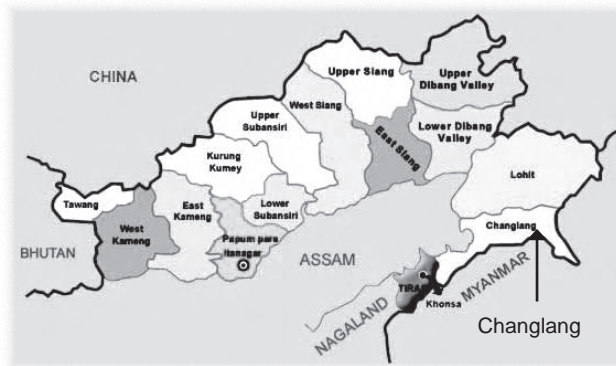 CHINA
Upper Siang
Upper
Dibang Valley
West Siang
Upper
Subansiri
East Siang
Lower Dibang
Valley
Kurung
Kumey
Lohit
Tawang
East
Kameng
Lower
Subansiri
West
Kameng
Changlang
Papum pare
Itanagar
BHUTAN
ASSAM
TIRAP
Khonsa
MYANMAR
NAGALAND
Changlang